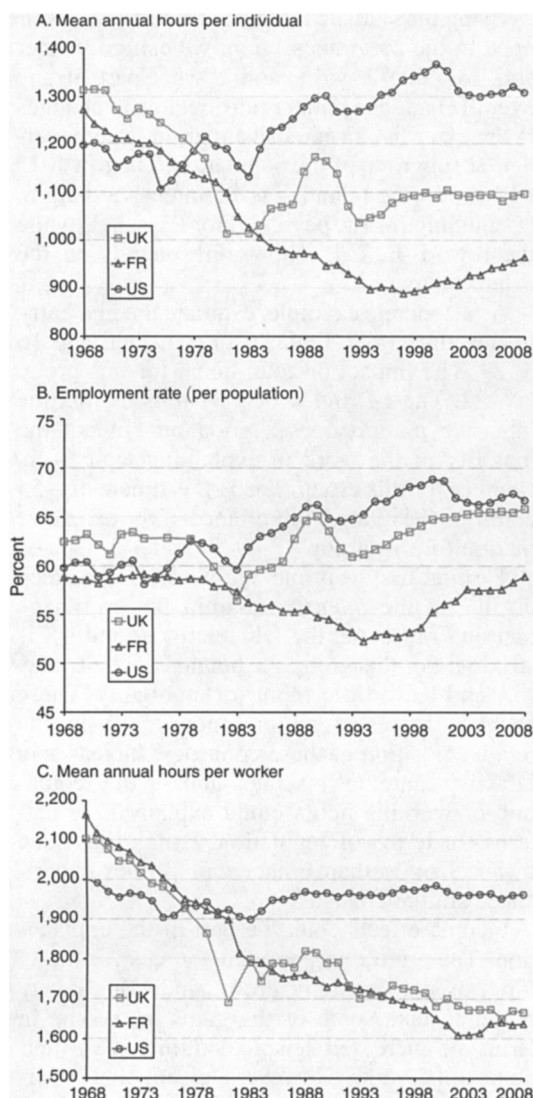 A. Mean annual hours per individual
1,400
1,300
1,200
1,100
1,000
900
800
UK
FR
US
1968 1973 1978 1983 1988 1993 1998 2003 2008
B. Employment rate (per population)
75
70
65
60
55
50
45
Percent
UK
FR
US
1968 1973 1978 1983 1988 1993 1998 2003 2008
C. Mean annual hours per worker
2,200
2,100
2,000
1,900
1,800
1,700
1,600
1,500
UK
FR
US
1968 1973 1978 1983 1988 1993 1998 2003 2008